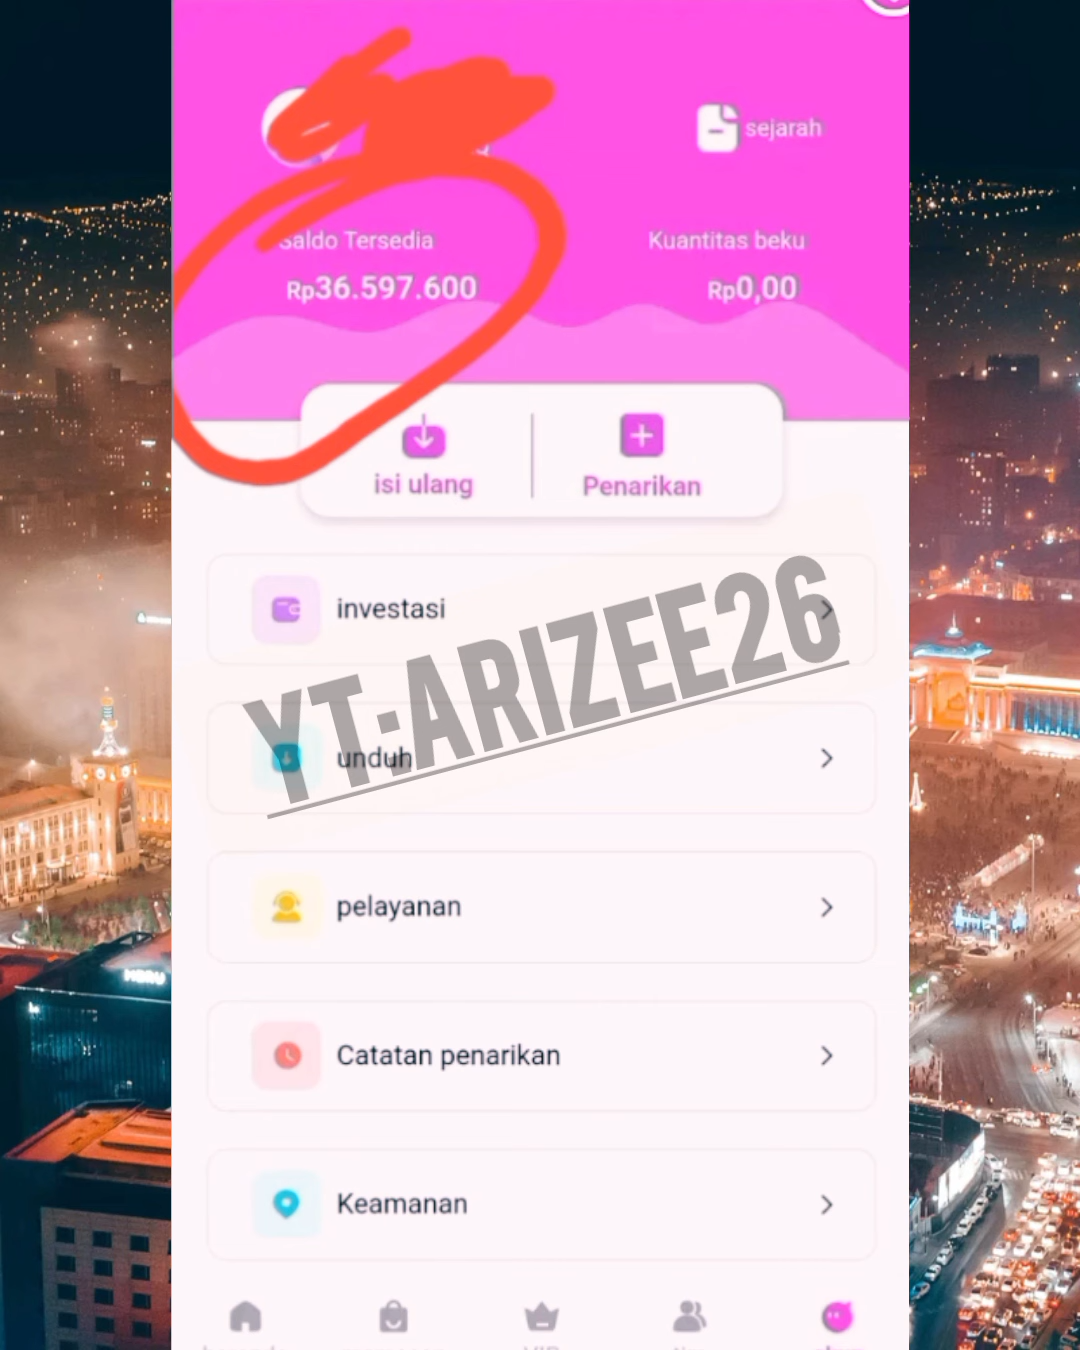 sejarah
Saldo Tersedia
Kuantitas beku
Rp36.597.600
Rp0,00
isi ulang
Penarikan
investasi
YT:ARIZEE26
unduh
pelayanan
Catatan penarikan
Keamanan